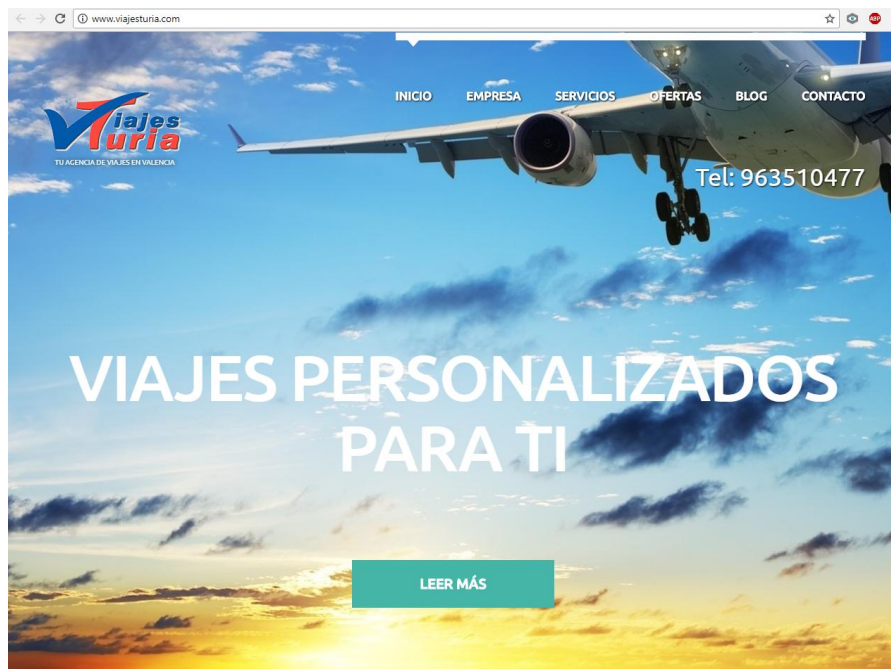 www.viajesturia.com
ABP
INICIO EMPRESA SERVICIOS OFERTAS BLOG CONTACTO
Viajes
Turia
TU AGENCIA DE VIAJES EN VALENCIA
Tel: 963510477
VIAJES PERSONALIZADOS
PARA TI
LEER MÁS